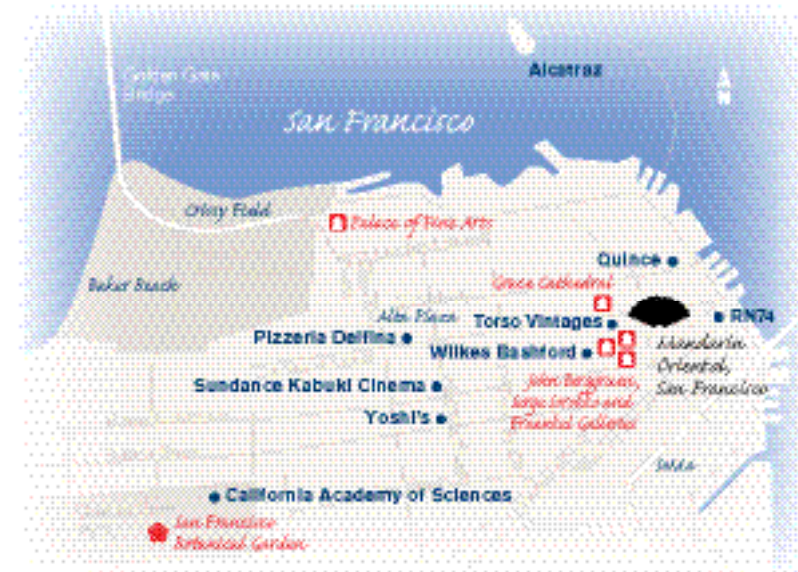 Golden Gate
Bridge
Alcatraz
N
San Francisco
Crissy Field
Palace of Fine Arts
Baker Beach
Quince
Grace Cathedral
Alta Plaza
Torso Vintages
RN74
Pizzeria Delfina
Wilkes Bashford
Mandarin
Oriental,
San Francisco
Sundance Kabuki Cinema
John Berggruen,
and
Fraenkel Galleries
Yoshi's
California Academy of Sciences
San Francisco
Botanical Garden